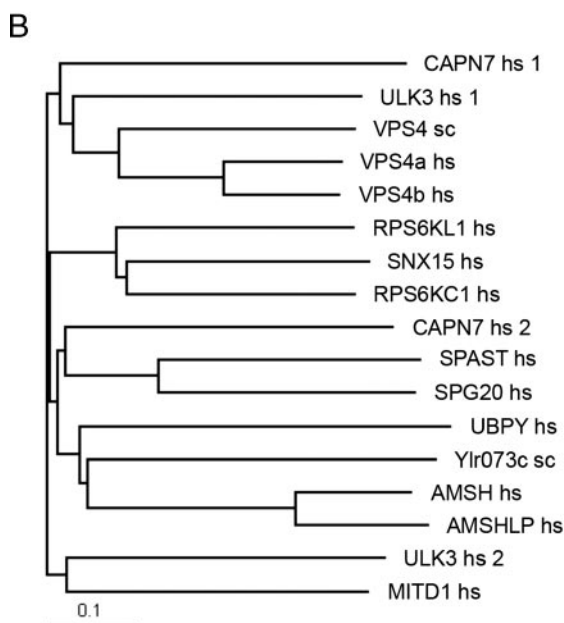 B
CAPN7 hs 1
ULK3 hs 1
VPS4 sc
VPS4a hs
VPS4b hs
RPS6KL1 hs
SNX15 hs
RPS6KC1 hs
CAPN7 hs 2
SPAST hs
SPG20 hs
UBPY hs
Ylr073c sc
AMSH hs
AMSHLP hs
ULK3 hs 2
MITD1 hs
0.1